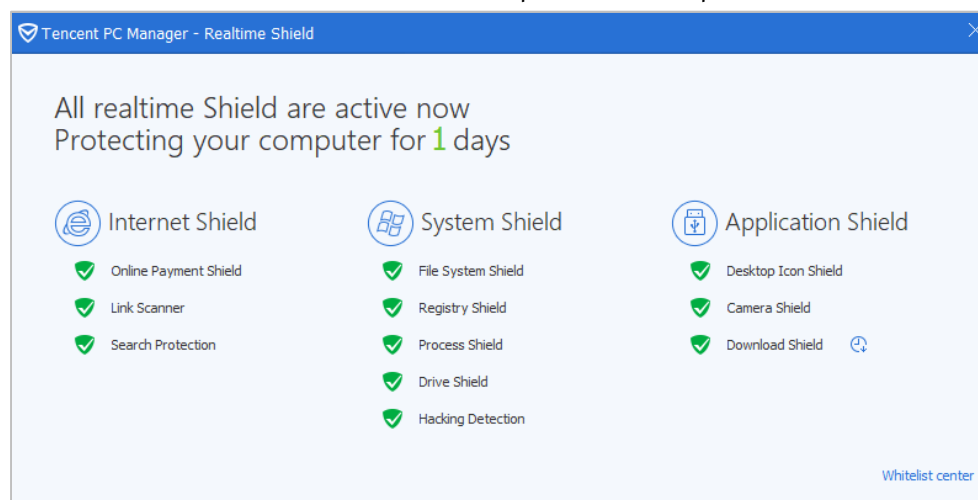 Tencent PC Manager - Realtime Shield
All realtime Shield are active now
Protecting your computer for 1 days
Internet Shield
Online Payment Shield
Link Scanner
Search Protection
System Shield
File System Shield
Registry Shield
Process Shield
Drive Shield
Hacking Detection
Application Shield
Desktop Icon Shield
Camera Shield
Download Shield
Whitelist center